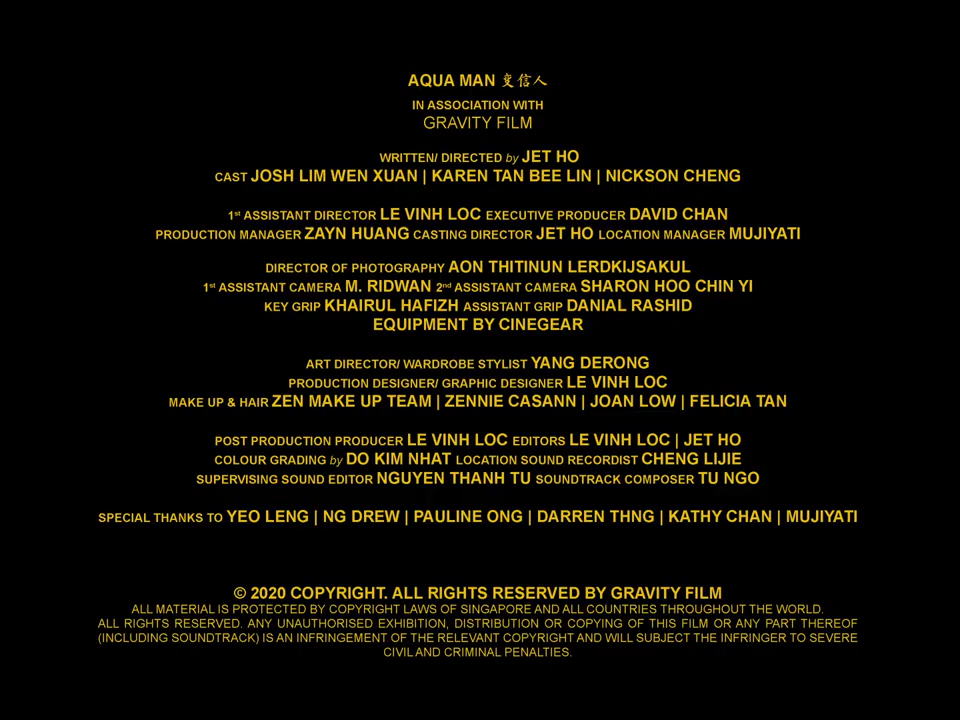 AQUA MAN 变信人
IN ASSOCIATION WITH
GRAVITY FILM
WRITTEN/ DIRECTED by JET HO
CAST JOSH LIM WEN XUAN | KAREN TAN BEE LIN | NICKSON CHENG
1st ASSISTANT DIRECTOR LE VINH LOC EXECUTIVE PRODUCER DAVID CHAN
PRODUCTION MANAGER ZAYN HUANG CASTING DIRECTOR JET HO LOCATION MANAGER MUJIYATI
DIRECTOR OF PHOTOGRAPHY AON THITINUN LERDKIJSAKUL
1st ASSISTANT CAMERA M. RIDWAN 2nd ASSISTANT CAMERA SHARON HOO CHIN YI
KEY GRIP KHAIRUL HAFIZH ASSISTANT GRIP DANIAL RASHID
EQUIPMENT BY CINEGEAR
ART DIRECTOR/ WARDROBE STYLIST YANG DERONG
PRODUCTION DESIGNER/ GRAPHIC DESIGNER LE VINH LOC
MAKE UP & HAIR ZEN MAKE UP TEAM | ZENNIE CASANN | JOAN LOW | FELICIA TAN
POST PRODUCTION PRODUCER LE VINH LOC EDITORS LE VINH LOC | JET HO
COLOUR GRADING by DO KIM NHAT LOCATION SOUND RECORDIST CHENG LIJIE
SUPERVISING SOUND EDITOR NGUYEN THANH TU SOUNDTRACK COMPOSER TU NGO
SPECIAL THANKS TO YEO LENG | NG DREW | PAULINE ONG | DARREN THNG | KATHY CHAN | MUJIYATI
© 2020 COPYRIGHT. ALL RIGHTS RESERVED BY GRAVITY FILM
ALL MATERIAL IS PROTECTED BY COPYRIGHT LAWS OF SINGAPORE AND ALL COUNTRIES THROUGHOUT THE WORLD.
ALL RIGHTS RESERVED. ANY UNAUTHORISED EXHIBITION, DISTRIBUTION OR COPYING OF THIS FILM OR ANY PART THEREOF
(INCLUDING SOUNDTRACK) IS AN INFRINGEMENT OF THE RELEVANT COPYRIGHT AND WILL SUBJECT THE INFRINGER TO SEVERE
CIVIL AND CRIMINAL PENALTIES.